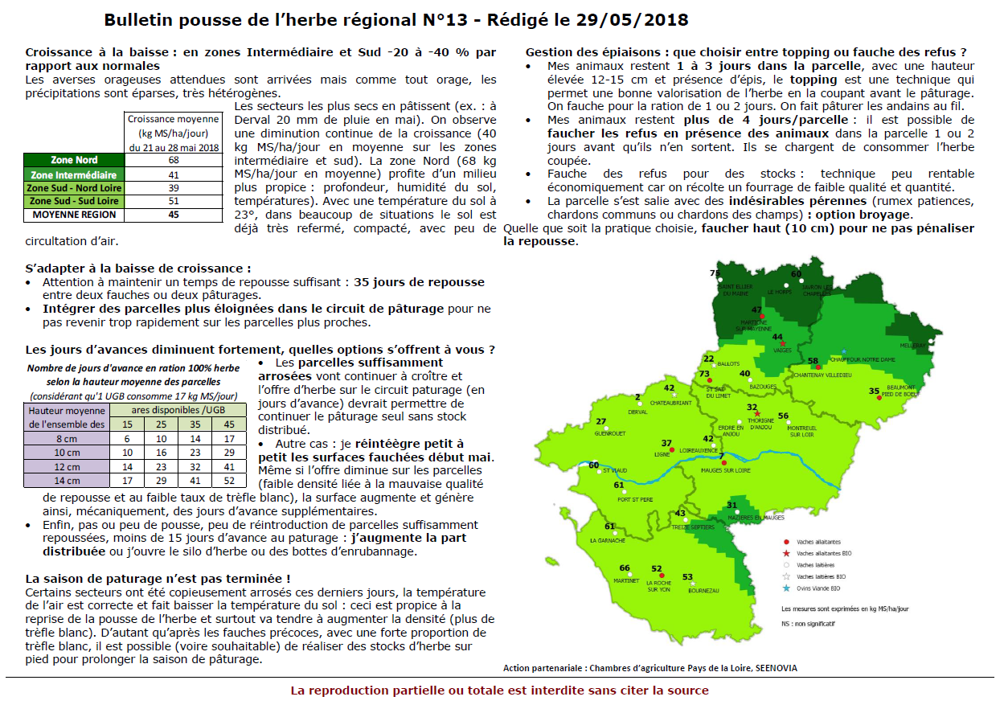 Bulletin pousse de l’herbe régional N°13 - Rédigé le 29/05/2018
Croissance à la baisse : en zones Intermédiaire et Sud -20 à -40 % par
rapport aux normales
Les averses orageuses attendues sont arrivées mais comme tout orage, les
précipitations sont éparses, très hétérogènes.
Croissance moyenne
(kg MS/ha/jour)
du 21 au 28 mai 2018
Zone Nord 68
Zone Intermédiaire 41
Zone Sud - Nord Loire 39
Zone Sud - Sud Loire 51
MOYENNE REGION 45
Les secteurs les plus secs en pâtissent (ex. : à
Derval 20 mm de pluie en mai). On observe
une diminution continue de la croissance (40
kg MS/ha/jour en moyenne sur les zones
intermédiaire et sud). La zone Nord (68 kg
MS/ha/jour en moyenne) profite d’un milieu
plus propice : profondeur, humidité du sol,
températures). Avec une température du sol à
23°, dans beaucoup de situations le sol est
déjà très refermé, compacté, avec peu de
circultation d’air.
S’adapter à la baisse de croissance :
• Attention à maintenir un temps de repousse suffisant : 35 jours de repousse
entre deux fauches ou deux pâturages.
• Intégrer des parcelles plus éloignées dans le circuit de pâturage pour ne
pas revenir trop rapidement sur les parcelles plus proches.
Les jours d’avances diminuent fortement, quelles options s’offrent à vous ?
Nombre de jours d'avance en ration 100% herbe
selon la hauteur moyenne des parcelles
(considérant qu'1 UGB consomme 17 kg MS/jour)
Hauteur moyenne ares disponibles /UGB
de l'ensemble des 15 25 35 45
8 cm 6 10 14 17
10 cm 10 16 23 29
12 cm 14 23 32 41
14 cm 17 29 41 52
• Les parcelles suffisamment
arrosées vont continuer à croître et
l’offre d’herbe sur le circuit paturage (en
jours d’avance) devrait permettre de
continuer le pâturage seul sans stock
distribué.
• Autre cas : je réintéègre petit à
petit les surfaces fauchées début mai.
Même si l’offre diminue sur les parcelles
(faible densité liée à la mauvaise qualité
de repousse et au faible taux de trèfle blanc), la surface augmente et génère
ainsi, mécaniquement, des jours d’avance supplémentaires.
• Enfin, pas ou peu de pousse, peu de réintroduction de parcelles suffisamment
repoussées, moins de 15 jours d’avance au paturage : j’augmente la part
distribuée ou j’ouvre le silo d’herbe ou des bottes d’enrubannage.
La saison de paturage n’est pas terminée !
Certains secteurs ont été copieusement arrosés ces derniers jours, la température
de l’air est correcte et fait baisser la température du sol : ceci est propice à la
reprise de la pousse de l’herbe et surtout va tendre à augmenter la densité (plus de
trèfle blanc). D’autant qu’après les fauches précoces, avec une forte proportion de
trèfle blanc, il est possible (voire souhaitable) de réaliser des stocks d’herbe sur
pied pour prolonger la saison de pâturage.
Gestion des épiaisons : que choisir entre topping ou fauche des refus ?
• Mes animaux restent 1 à 3 jours dans la parcelle, avec une hauteur
élevée 12-15 cm et présence d’épis, le topping est une technique qui
permet une bonne valorisation de l’herbe en la coupant avant le pâturage.
On fauche pour la ration de 1 ou 2 jours. On fait pâturer les andains au fil.
• Mes animaux restent plus de 4 jours/parcelle : il est possible de
faucher les refus en présence des animaux dans la parcelle 1 ou 2
jours avant qu’ils n’en sortent. Ils se chargent de consommer l’herbe
coupée.
• Fauche des refus pour des stocks : technique peu rentable
économiquement car on récolte un fourrage de faible qualité et quantité.
• La parcelle s’est salie avec des indésirables pérennes (rumex patiences,
chardons communs ou chardons des champs) : option broyage.
Quelle que soit la pratique choisie, faucher haut (10 cm) pour ne pas pénaliser
la repousse.
75
SAINT ELLIER
DU MAINE
LE HORPS
60
JAVRON LES
CHAPELLES
47
MARTIGNE
SUR MAYENNE
44
VAIGES
CHAUFFOUR NOTRE DAME
MELLERAY
22
BALLOTS
58
CHANTENAY VILLEDIEU
73
ST SAT
DU LIMET
40
BAZOUGES
35
BEAUMONT
PIED DE BOEUF
42
CHATEAUBRIANT
2
DERVAL
32
THORIGNE
D'ANJOU
56
MONTREUIL
SUR LOIR
27
GUENROUET
ERDRE EN
ANJOU
37
LIGNE
42
LOIREAUXENCE
7
MAUGES SUR LOIRE
60
ST VIAUD
61
PORT ST PERE
31
MAZIERES EN MAUGES
43
TREIZE SEPTIERS
61
LA GARNACHE
66
MARTINET
52
LA ROCHE
SUR YON
53
BOURNEZAU
Vaches allaitantes
Vaches allaitantes BIO
Vaches laitières
Vaches laitières BIO
Ovins Viande BIO
Les mesures sont exprimées en kg MS/ha/jour
NS : non significatif
Action partenariale : Chambres d’agriculture Pays de la Loire, SEENOVIA
La reproduction partielle ou totale est interdite sans citer la source